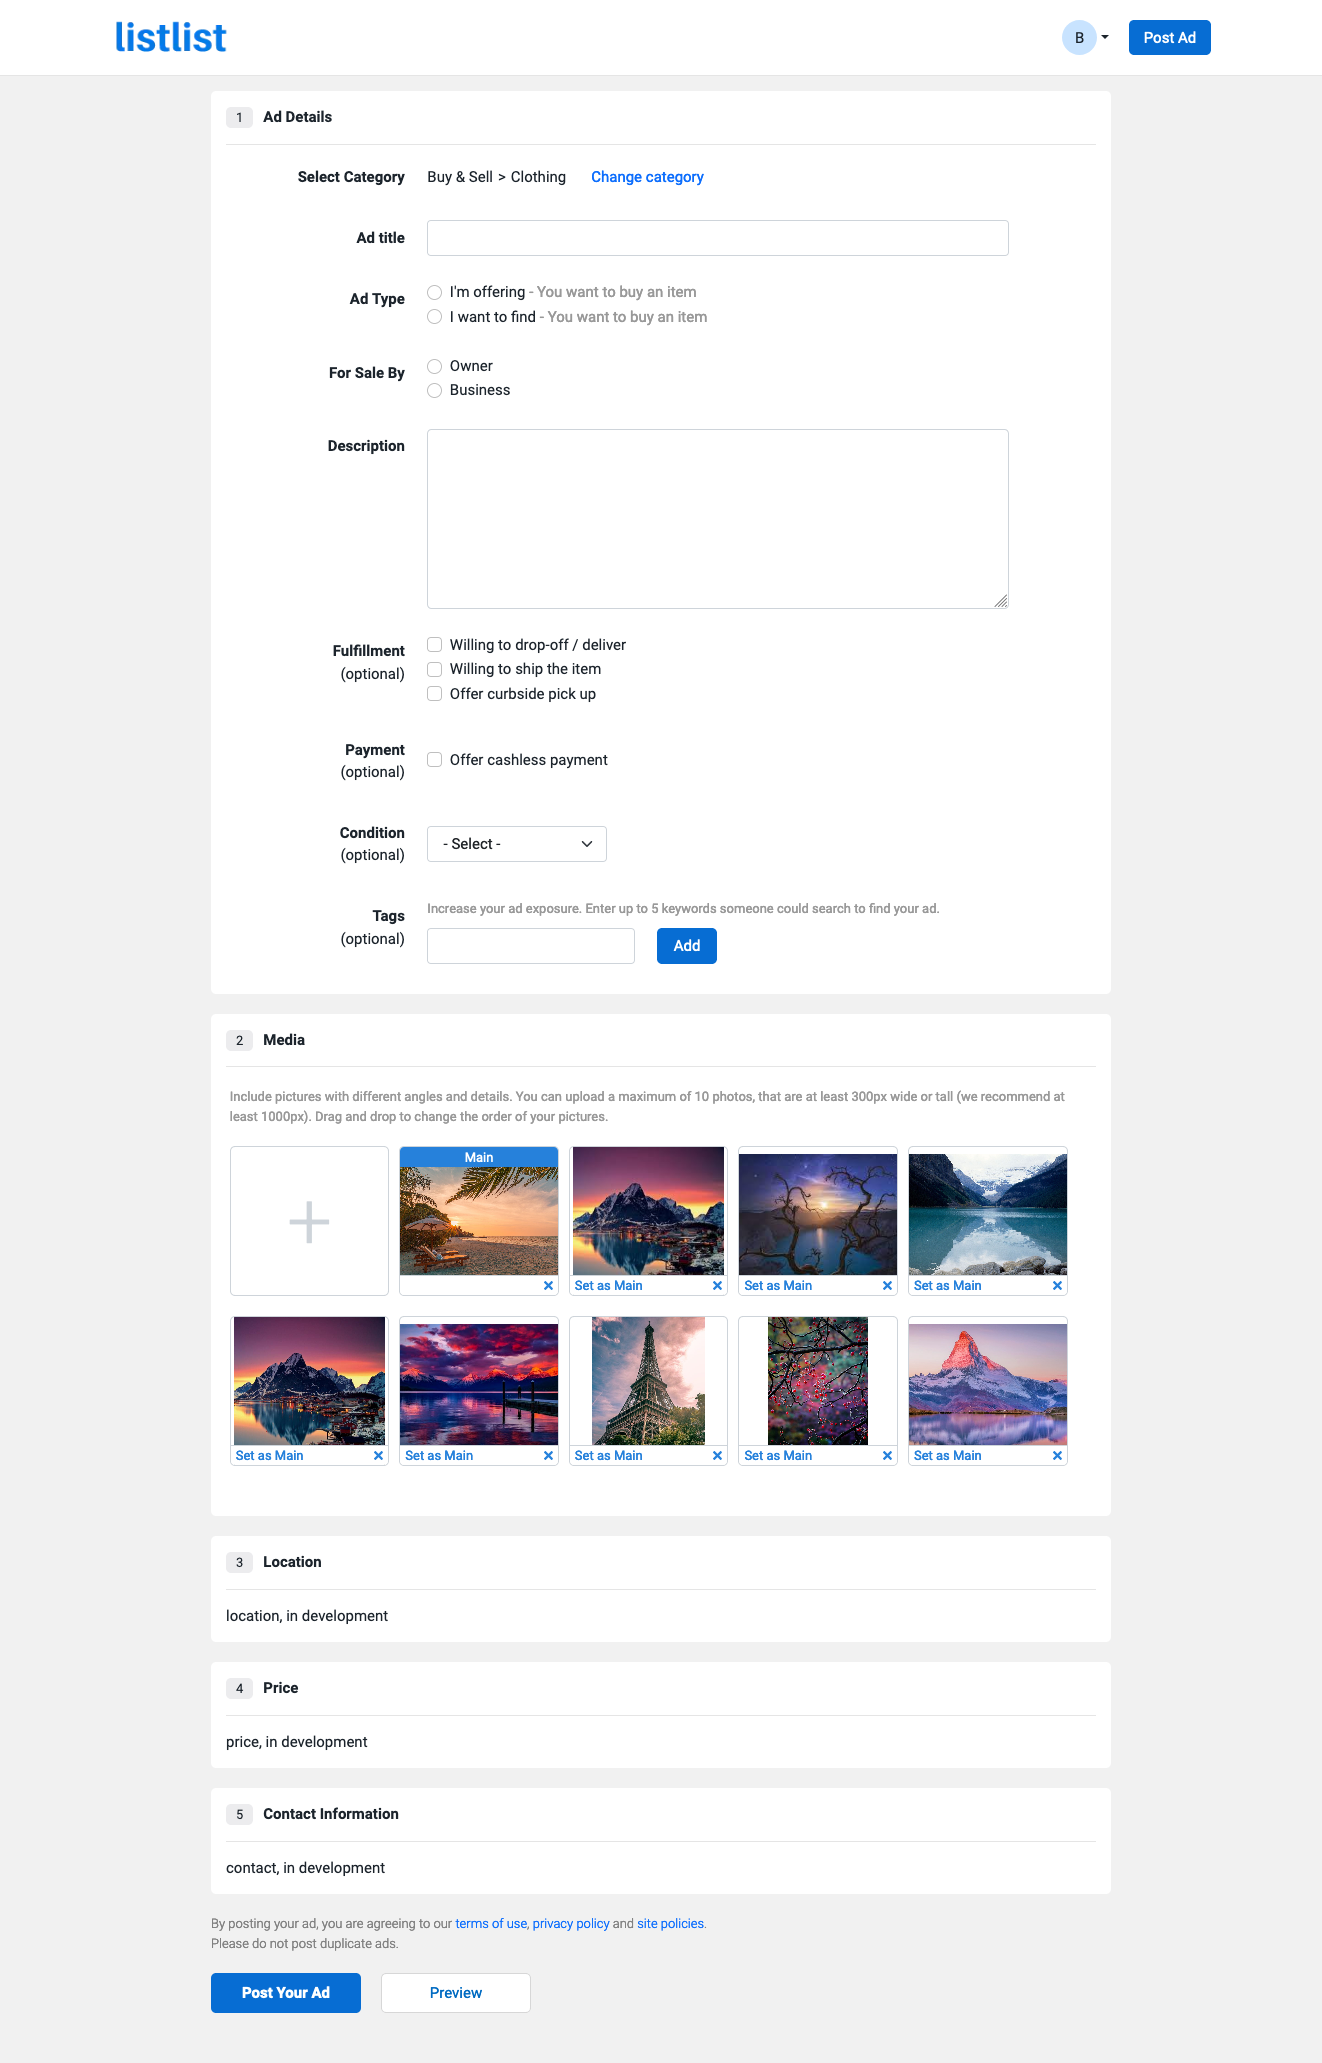 listlist
B
Post Ad
1 Ad Details
Select Category Buy & Sell > Clothing Change category
Ad title
Ad Type
I'm offering - You want to buy an item
I want to find - You want to buy an item
For Sale By
Owner
Business
Description
Fulfillment
(optional)
Willing to drop-off / deliver
Willing to ship the item
Offer curbside pick up
Payment
(optional)
Offer cashless payment
Condition
(optional)
- Select -
Tags
(optional)
Increase your ad exposure. Enter up to 5 keywords someone could search to find your ad.
Add
2 Media
Include pictures with different angles and details. You can upload a maximum of 10 photos, that are at least 300px wide or tall (we recommend at
least 1000px). Drag and drop to change the order of your pictures.
Main
Set as Main
Set as Main
Set as Main
Set as Main
Set as Main
Set as Main
Set as Main
Set as Main
3 Location
location, in development
4 Price
price, in development
5 Contact Information
contact, in development
By posting your ad, you are agreeing to our terms of use, privacy policy and site policies.
Please do not post duplicate ads.
Post Your Ad
Preview